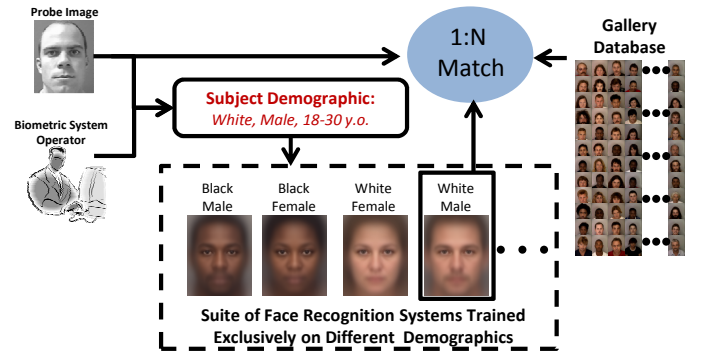 Probe Image
1:N
Match
Gallery
Database
Subject Demographic:
White, Male, 18-30 y.o.
Biometric System
Operator
Black
Male
Black
Female
White
Female
White
Male
Suite of Face Recognition Systems Trained
Exclusively on Different Demographics